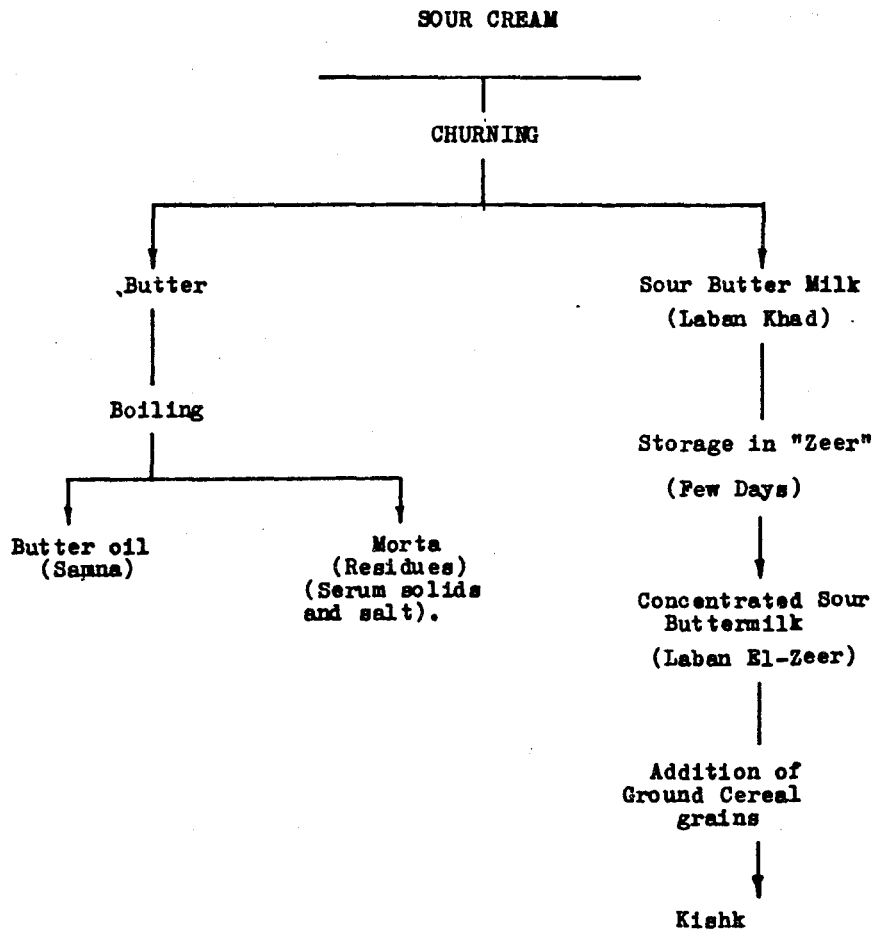 SOUR CREAM
CHURNING
Butter
Boiling
Butter oil
(Samna)
Morta
(Residues)
(Serum solids
and salt).
Sour Butter Milk
(Laban Khad)
Storage in "Zeer"
(Few Days)
Concentrated Sour
Buttermilk
(Laban El-Zeer)
Addition of
Ground Cereal
grains
Kishk